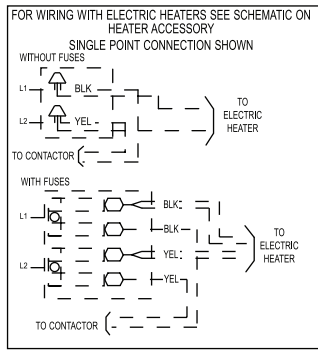 FOR WIRING WITH ELECTRIC HEATERS SEE SCHEMATIC ON
HEATER ACCESSORY
SINGLE POINT CONNECTION SHOWN
WITHOUT FUSES
L1
BLK
L2
YEL
TO
ELECTRIC
HEATER
TO CONTACTOR
WITH FUSES
BLK
L1
BLK
TO
ELECTRIC
HEATER
YEL
L2
YEL
TO CONTACTOR